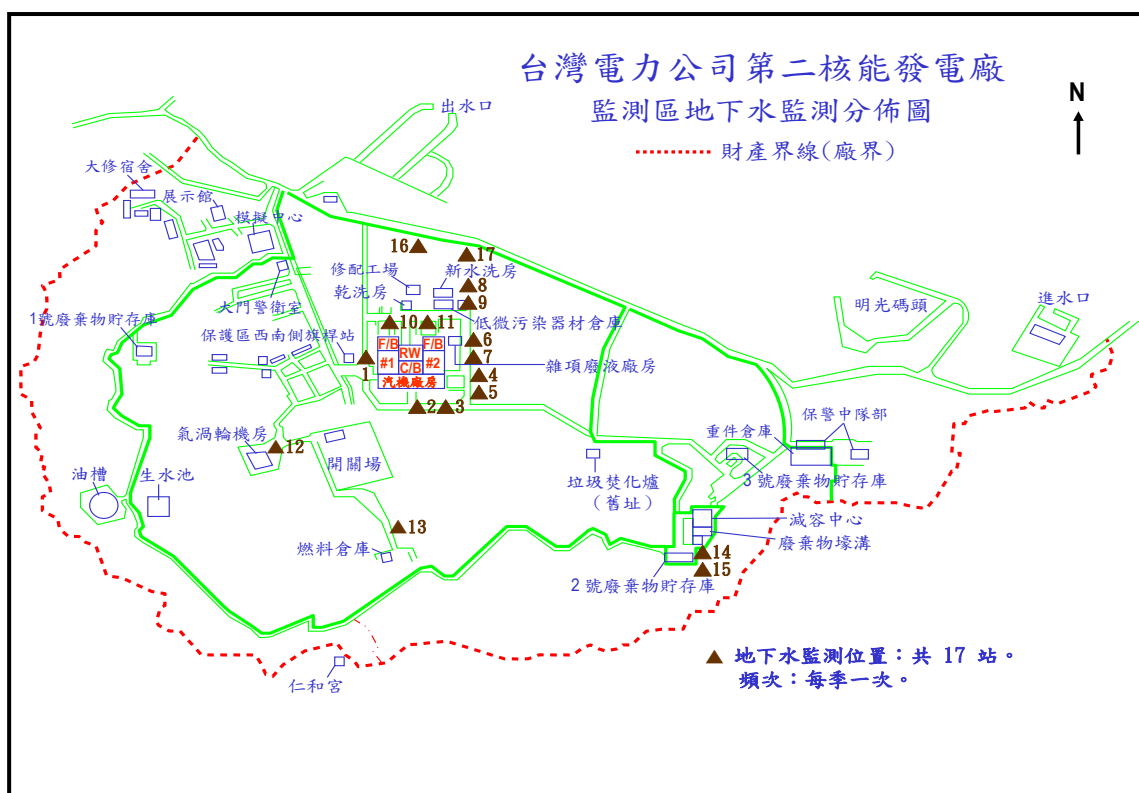 台灣電力公司第二核能發電廠
監測區地下水監測分佈圖
財產界線(廠界)
N
出水口
大修宿舍
展示館
模擬中心
16
17
修配工場
新水洗房
8
乾洗房
9
大門警衛室
明光碼頭
進水口
1號廢棄物貯存庫
保護區西南側旗桿站
10
11
低微污染器材倉庫
6
F/B
F/B
RW
#1
#2
C/B
汽機廠房
1
7
雜項廢液廠房
4
5
2
3
保警中隊部
重件倉庫
氣渦輪機房
12
開關場
油槽
生水池
垃圾焚化爐
(舊址)
3號廢棄物貯存庫
減容中心
廢棄物壕溝
13
燃料倉庫
14
15
2號廢棄物貯存庫
仁和宮
地下水監測位置：共 17 站。
頻次：每季一次。